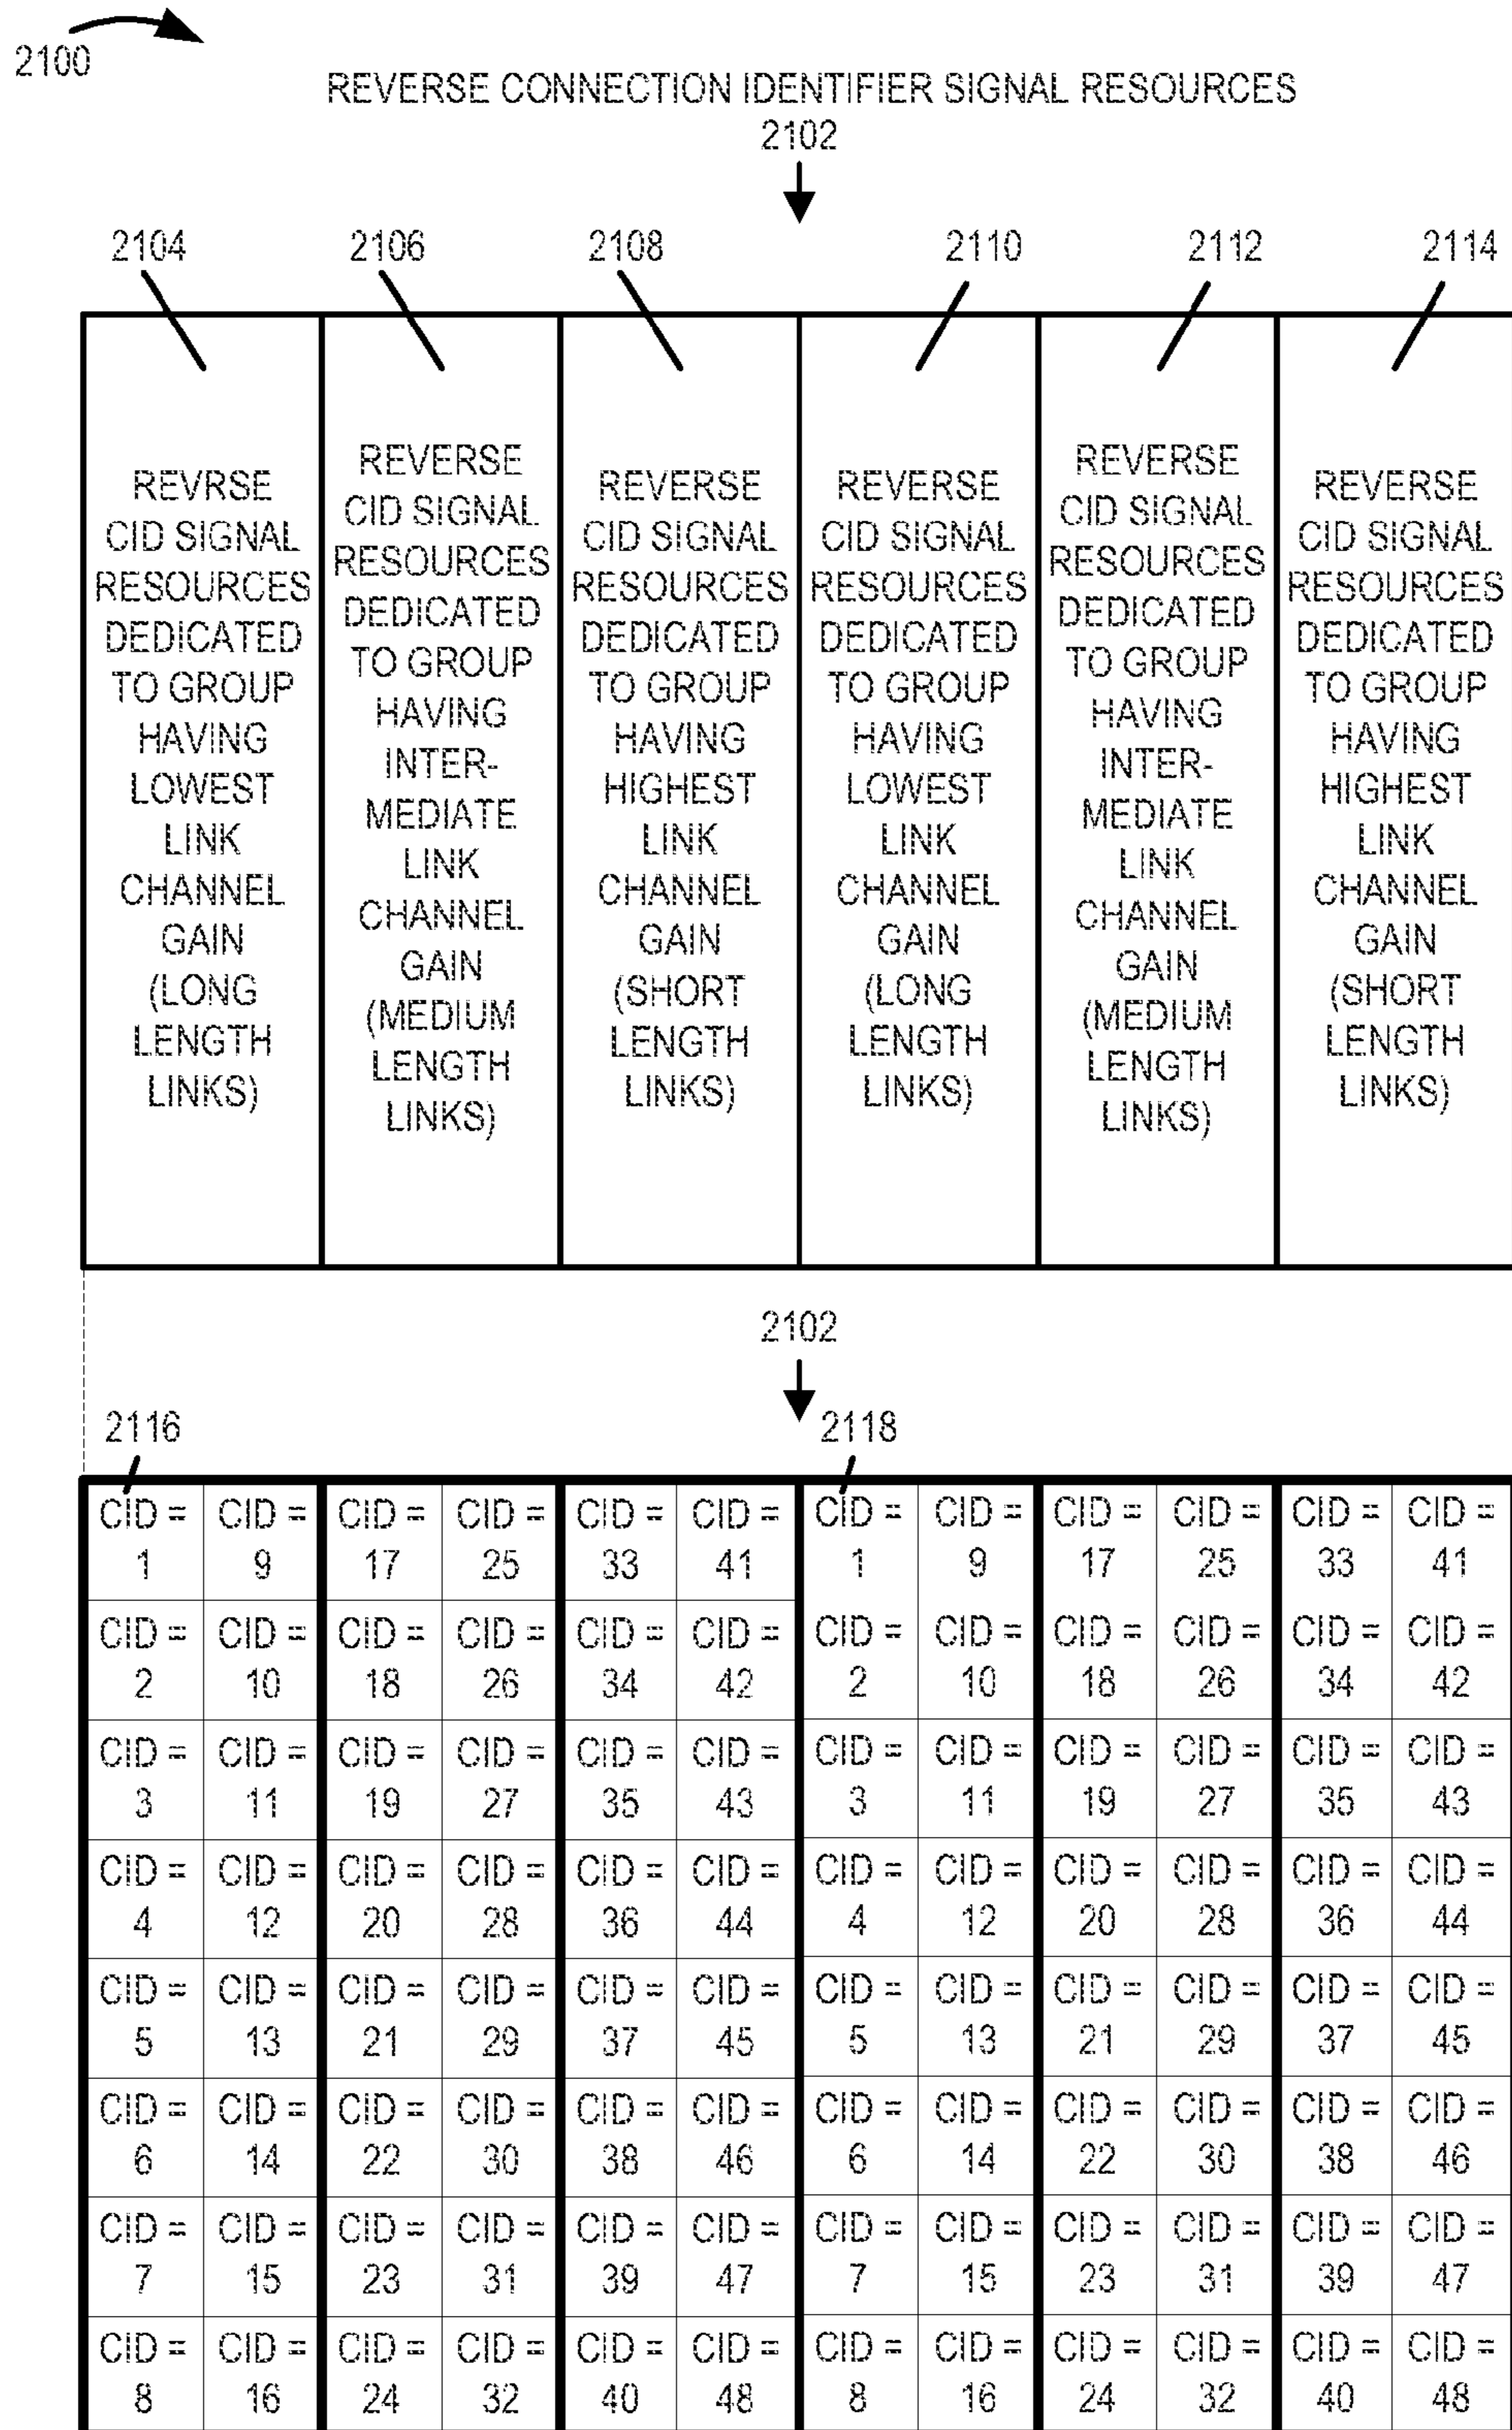 2100
REVERSE CONNECTION IDENTIFIER SIGNAL RESOURCES
2102
2104 2106 2108 2110 2112 2114
REVRSE
CID SIGNAL
RESOURCES
DEDICATED
TO GROUP
HAVING
LOWEST
LINK
CHANNEL
GAIN
(LONG
LENGTH
LINKS)
REVERSE
CID SIGNAL
RESOURCES
DEDICATED
TO GROUP
HAVING
INTER-
MEDIATE
LINK
CHANNEL
GAIN
(MEDIUM
LENGTH
LINKS)
REVERSE
CID SIGNAL
RESOURCES
DEDICATED
TO GROUP
HAVING
HIGHEST
LINK
CHANNEL
GAIN
(SHORT
LENGTH
LINKS)
REVERSE
CID SIGNAL
RESOURCES
DEDICATED
TO GROUP
HAVING
LOWEST
LINK
CHANNEL
GAIN
(LONG
LENGTH
LINKS)
REVERSE
CID SIGNAL
RESOURCES
DEDICATED
TO GROUP
HAVING
INTER-
MEDIATE
LINK
CHANNEL
GAIN
(MEDIUM
LENGTH
LINKS)
REVERSE
CID SIGNAL
RESOURCES
DEDICATED
TO GROUP
HAVING
HIGHEST
LINK
CHANNEL
GAIN
(SHORT
LENGTH
LINKS)
2102
2116 2118
CID = CID = CID = CID = CID = CID = CID = CID = CID = CID = CID = CID =
1 9 17 25 33 41 1 9 17 25 33 41
CID = CID = CID = CID = CID = CID = CID = CID = CID = CID = CID = CID =
2 10 18 26 34 42 2 10 18 26 34 42
CID = CID = CID = CID = CID = CID = CID = CID = CID = CID = CID = CID =
3 11 19 27 35 43 3 11 19 27 35 43
CID = CID = CID = CID = CID = CID = CID = CID = CID = CID = CID = CID =
4 12 20 28 36 44 4 12 20 28 36 44
CID = CID = CID = CID = CID = CID = CID = CID = CID = CID = CID = CID =
5 13 21 29 37 45 5 13 21 29 37 45
CID = CID = CID = CID = CID = CID = CID = CID = CID = CID = CID = CID =
6 14 22 30 38 46 6 14 22 30 38 46
CID = CID = CID = CID = CID = CID = CID = CID = CID = CID = CID = CID =
7 15 23 31 39 47 7 15 23 31 39 47
CID = CID = CID = CID = CID = CID = CID = CID = CID = CID = CID = CID =
8 16 24 32 40 48 8 16 24 32 40 48